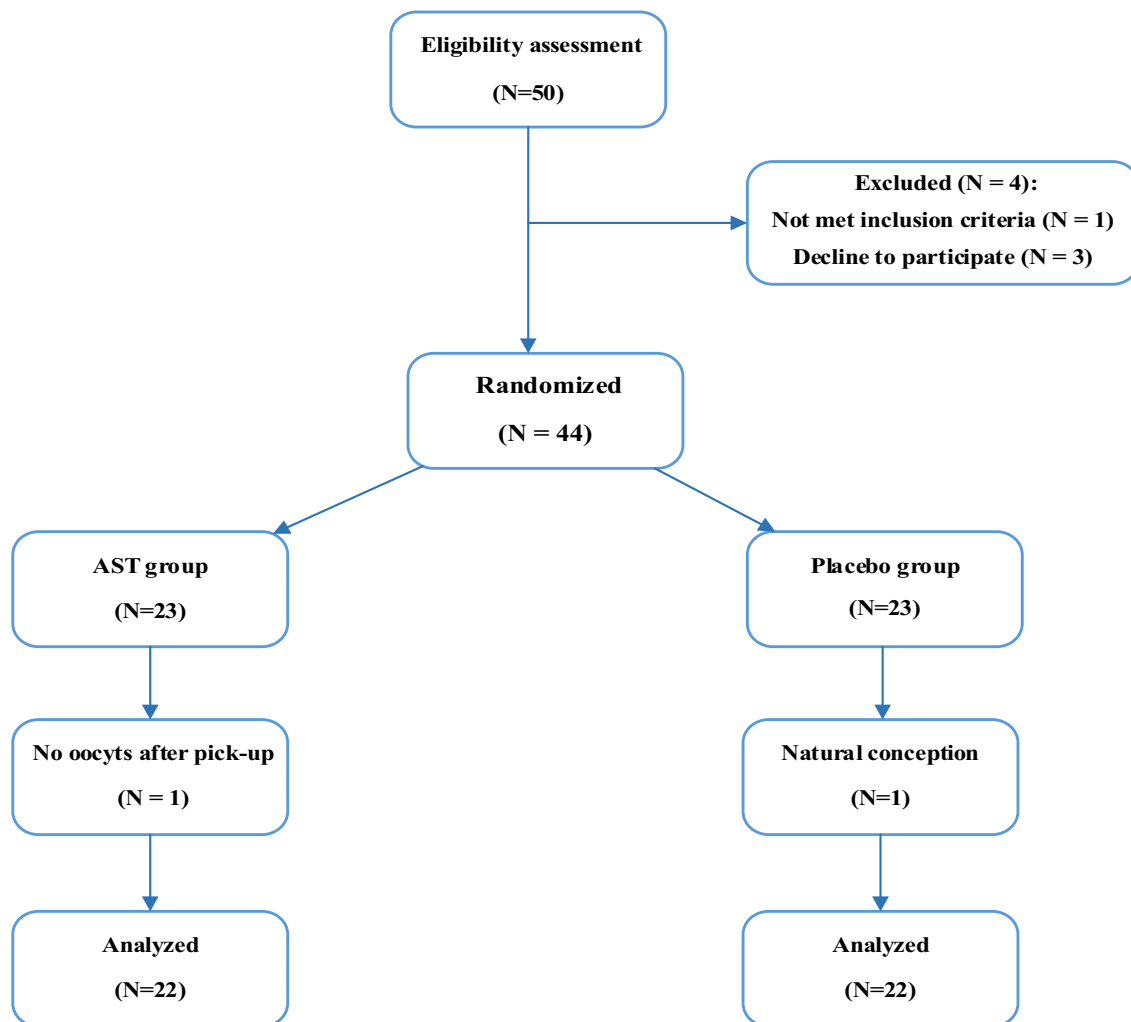 Eligibility assessment
(N=50)
Excluded (N = 4):
Not met inclusion criteria (N = 1)
Decline to participate (N = 3)
Randomized
(N = 44)
AST group
(N=23)
Placebo group
(N=23)
No oocyts after pick-up
(N = 1)
Natural conception
(N=1)
Analyzed
(N=22)
Analyzed
(N=22)